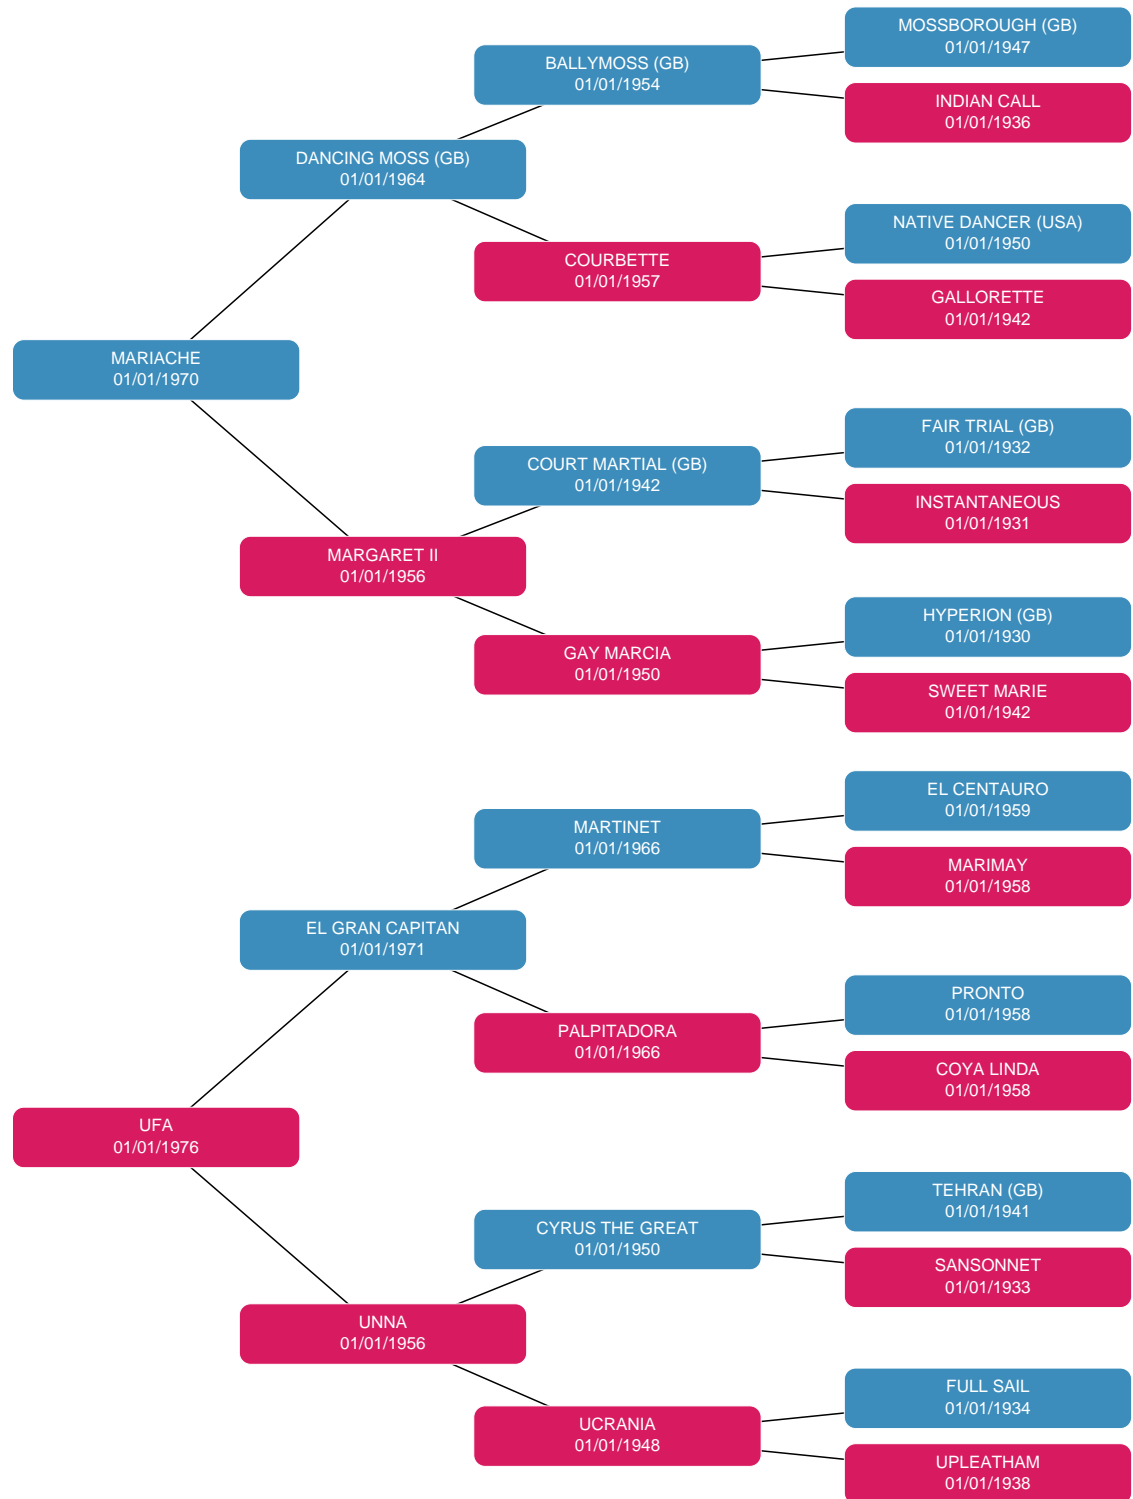 MOSSBOROUGH (GB)
01/01/1947
BALLYMOSS (GB)
01/01/1954
INDIAN CALL
01/01/1936
DANCING MOSS (GB)
01/01/1964
NATIVE DANCER (USA)
01/01/1950
COURBETTE
01/01/1957
GALLORETTE
01/01/1942
MARIACHE
01/01/1970
FAIR TRIAL (GB)
01/01/1932
COURT MARTIAL (GB)
01/01/1942
INSTANTANEOUS
01/01/1931
MARGARET II
01/01/1956
HYPERION (GB)
01/01/1930
GAY MARCIA
01/01/1950
SWEET MARIE
01/01/1942
EL CENTAURO
01/01/1959
MARTINET
01/01/1966
MARIMAY
01/01/1958
EL GRAN CAPITAN
01/01/1971
PRONTO
01/01/1958
PALPITADORA
01/01/1966
COYA LINDA
01/01/1958
UFA
01/01/1976
TEHRAN (GB)
01/01/1941
CYRUS THE GREAT
01/01/1950
SANSONNET
01/01/1933
UNNA
01/01/1956
FULL SAIL
01/01/1934
UCRANIA
01/01/1948
UPLEATHAM
01/01/1938